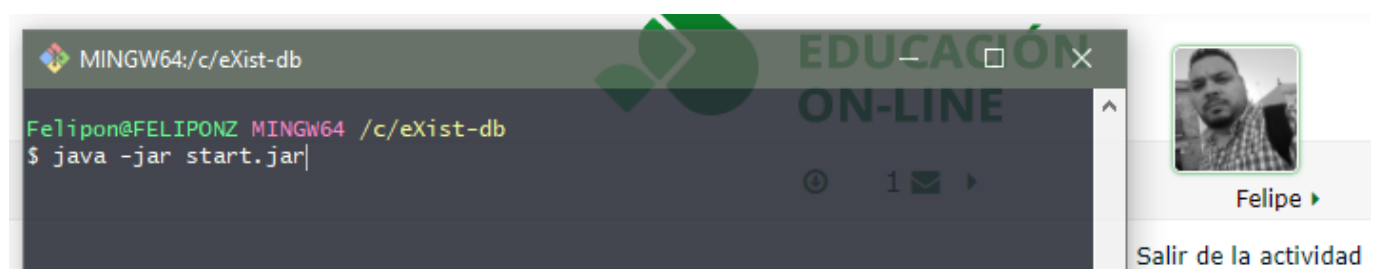 MINGW64:/c/eXist-db
EDUCACIÓN
ON-LINE
Felipon@FELIPONZ MINGW64 /c/eXist-db
$ java -jar start.jar
1
Felipe
Salir de la actividad